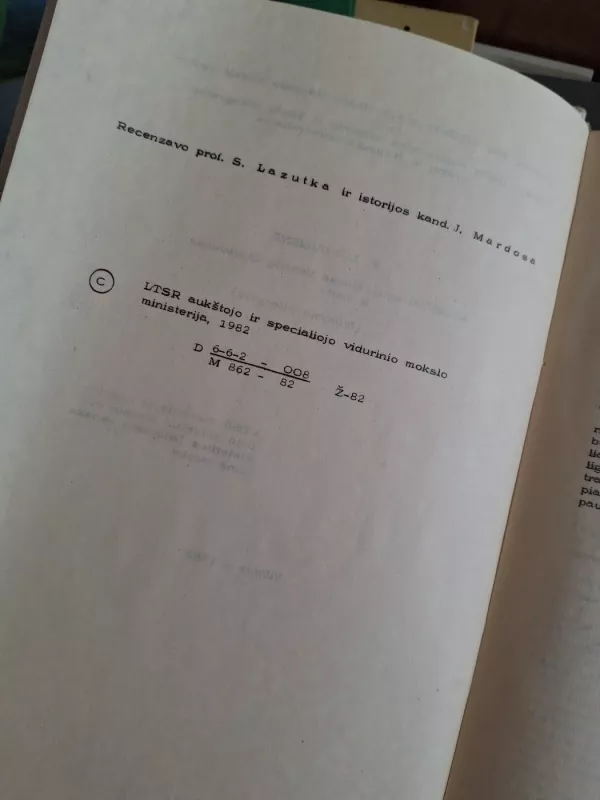 Recenzavo prof. S. Lazutka ir istorijos kand. J. Mardosa
C
LTSR aukštojo ir specialiojo vidurinio mokslo
ministerija, 1982
D 6-6-2 - 008
M 862 - 82 Ž-82